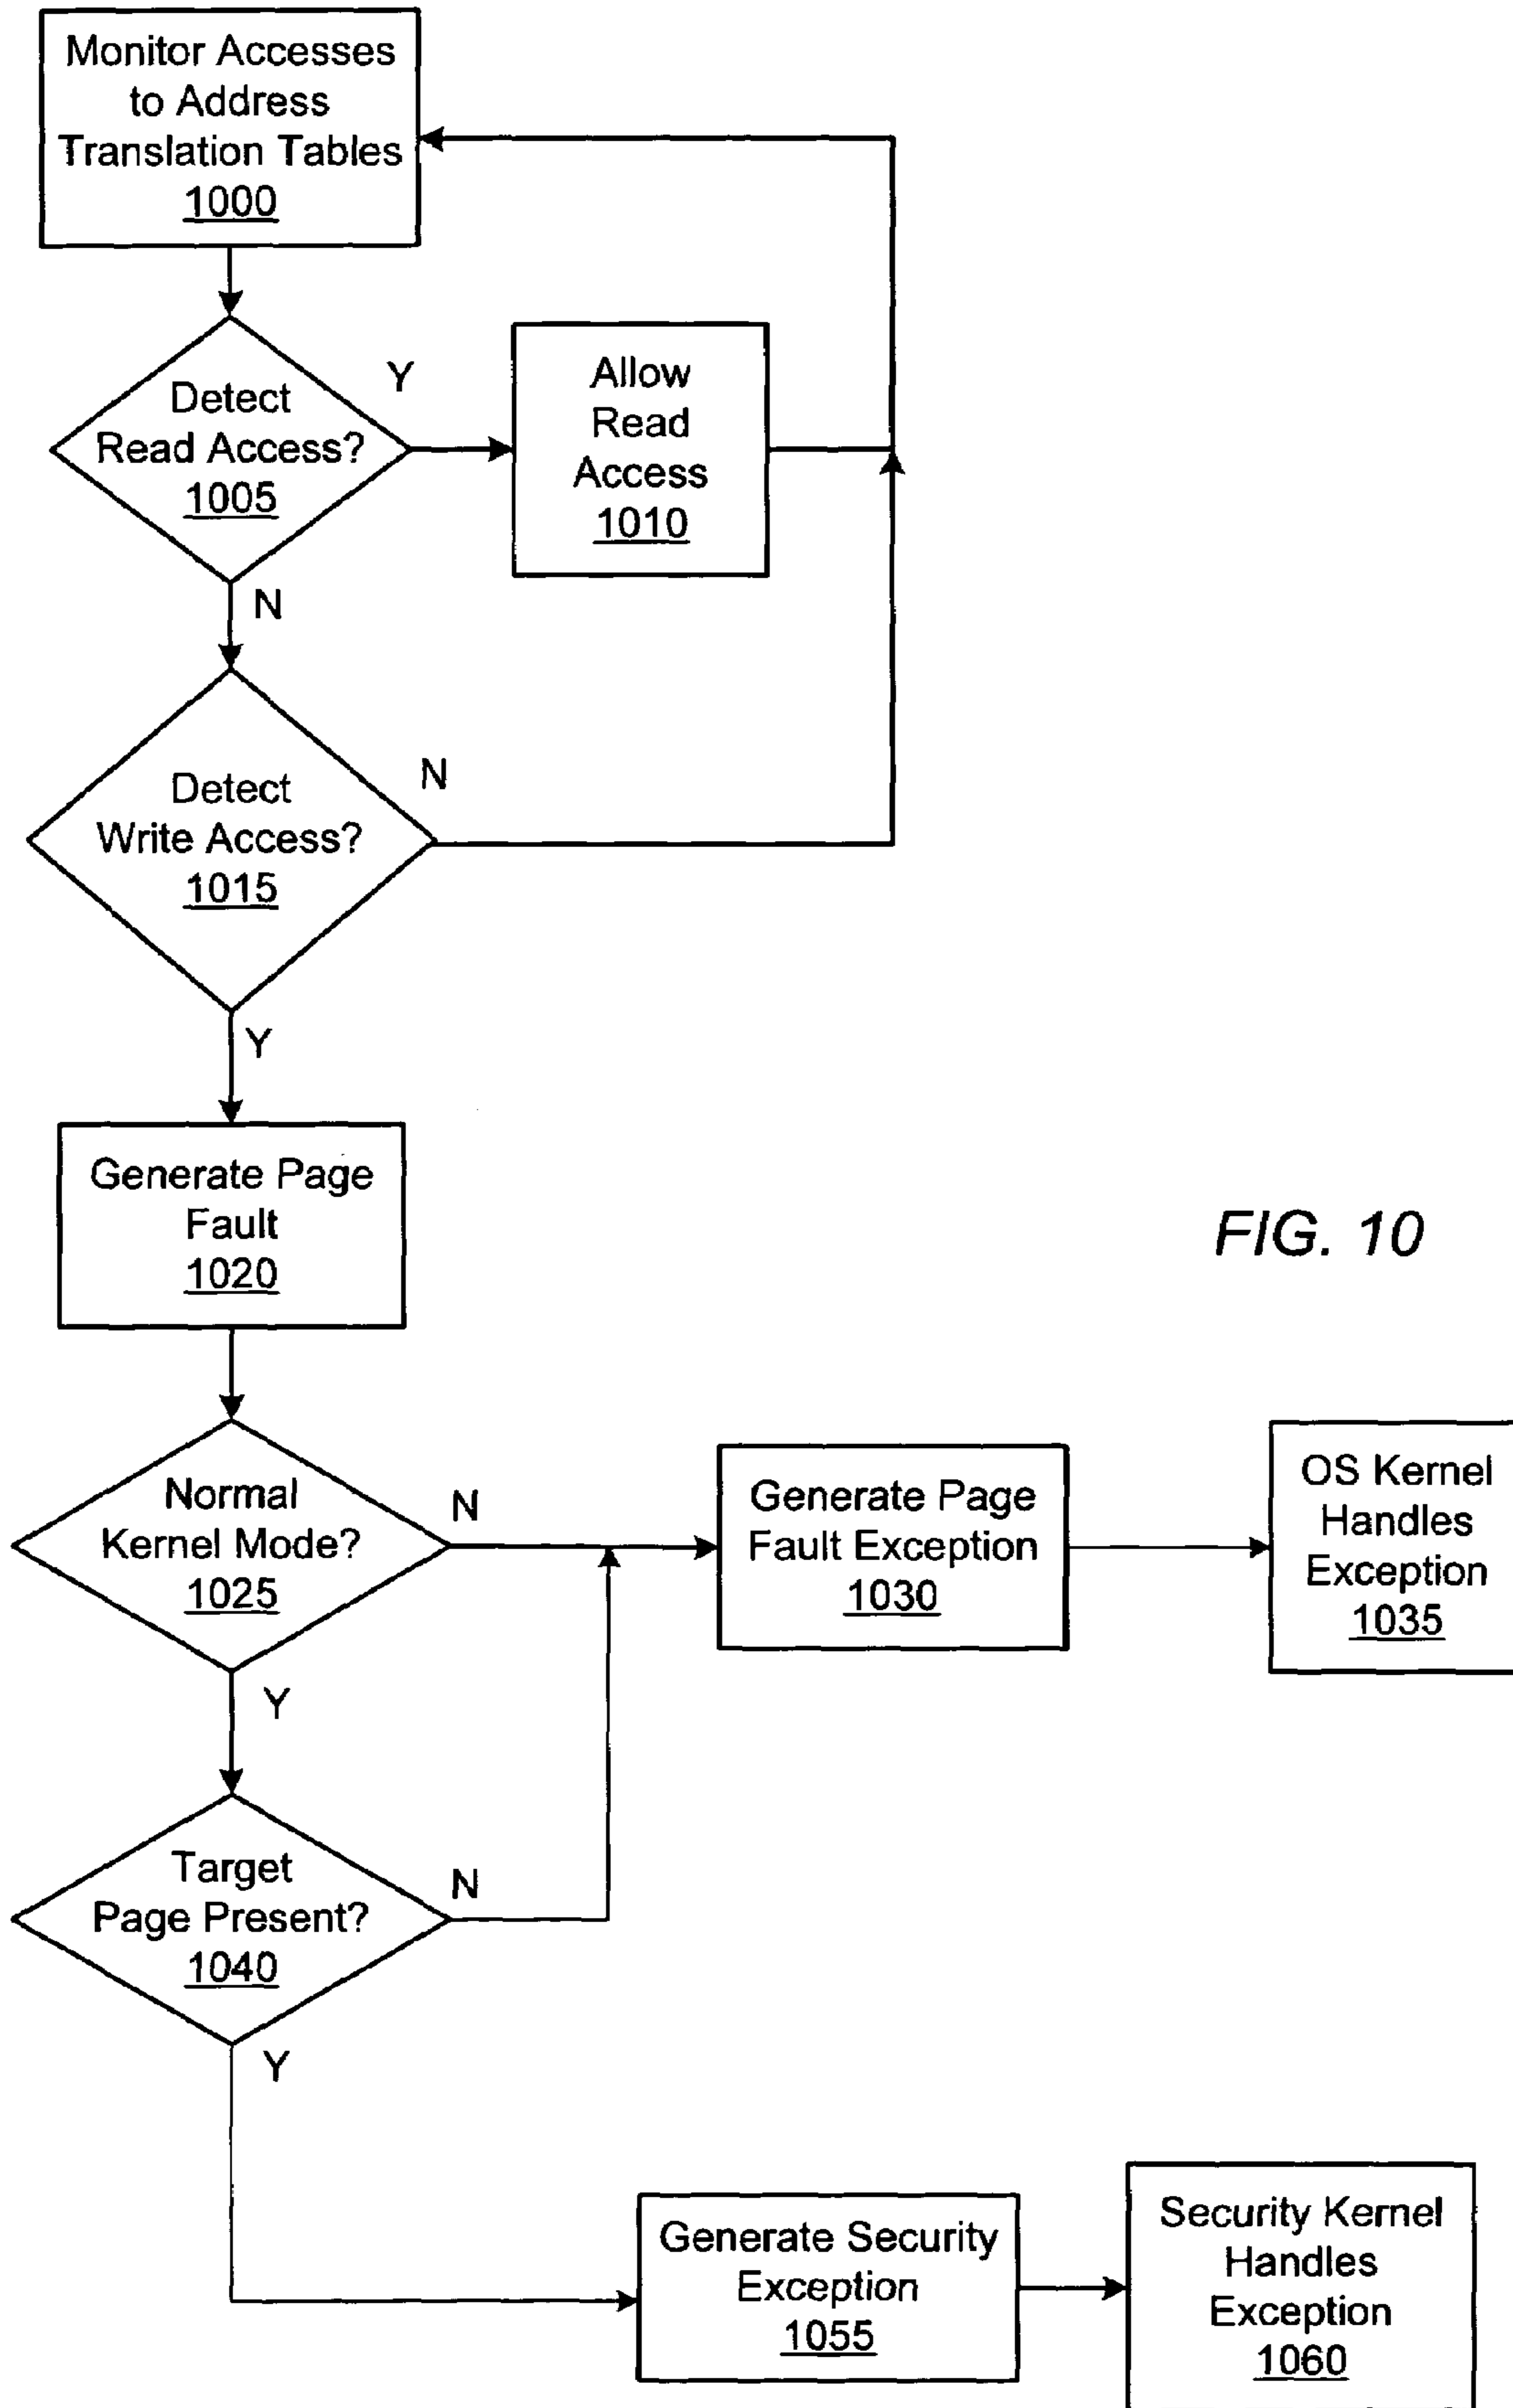 Monitor Accesses
to Address
Translation Tables
1000
Detect
Read Access?
1005
Y
Allow
Read
Access
1010
N
Detect
Write Access?
1015
N
Y
Generate Page
Fault
1020
FIG. 10
Normal
Kernel Mode?
1025
N
Generate Page
Fault Exception
1030
OS Kernel
Handles
Exception
1035
Y
Target
Page Present?
1040
N
Y
Generate Security
Exception
1055
Security Kernel
Handles
Exception
1060